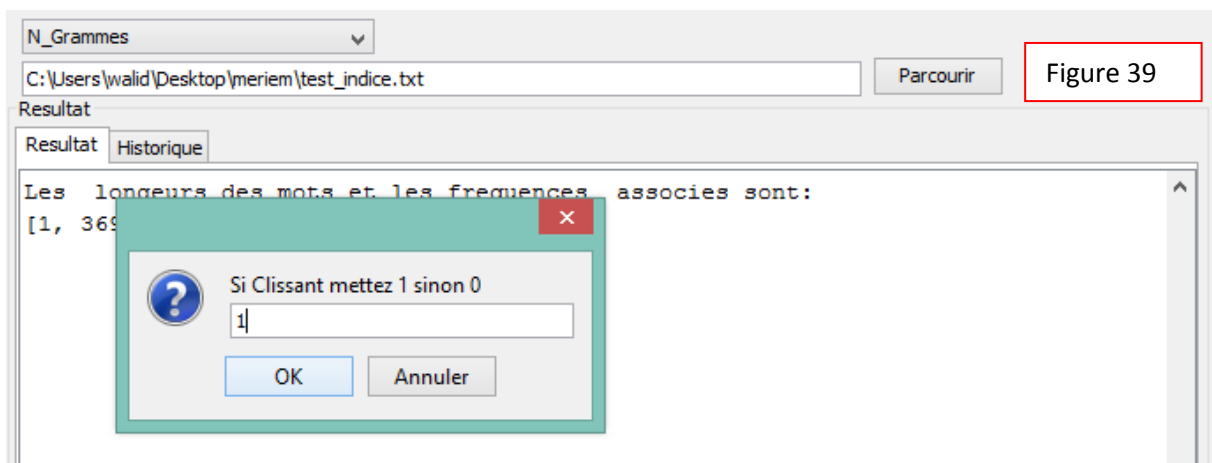 N_Grammes
C:\Users\walid\Desktop\meriem\test_indice.txt
Parcourir
Figure 39
Resultat
Resultat
Historique
Les longeurs des mots et les frequences associes sont:
[1, 369
Si Clissant mettez 1 sinon 0
1
OK
Annuler